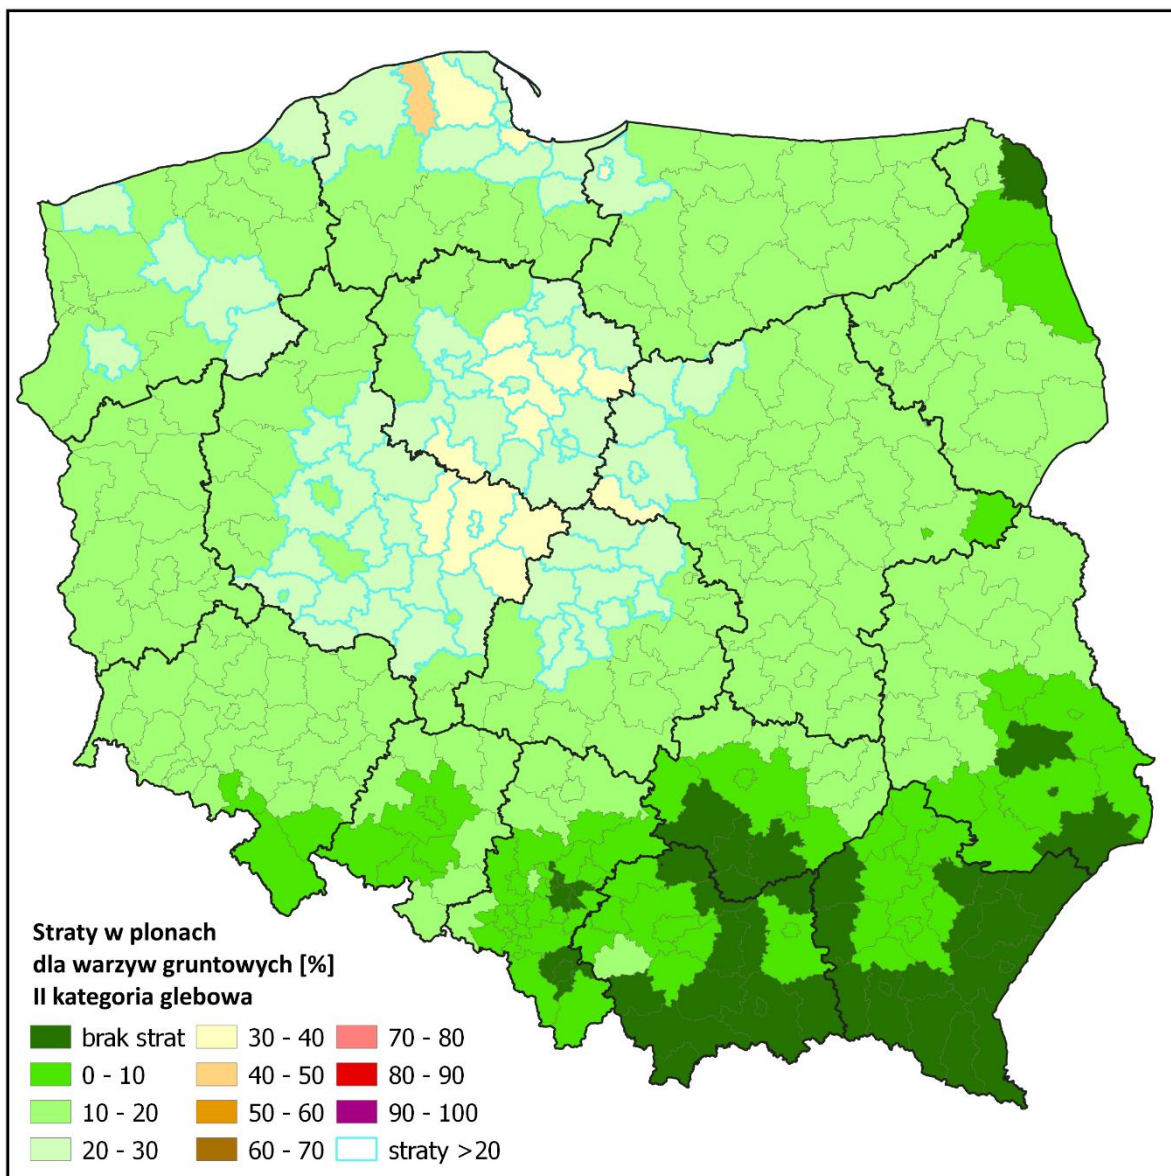 Straty w plonach
dla warzyw gruntowych [%]
II kategoria glebowa
brak strat
0 - 10
10 - 20
20 - 30
30 - 40
40 - 50
50 - 60
60 - 70
70 - 80
80 - 90
90 - 100
straty >20